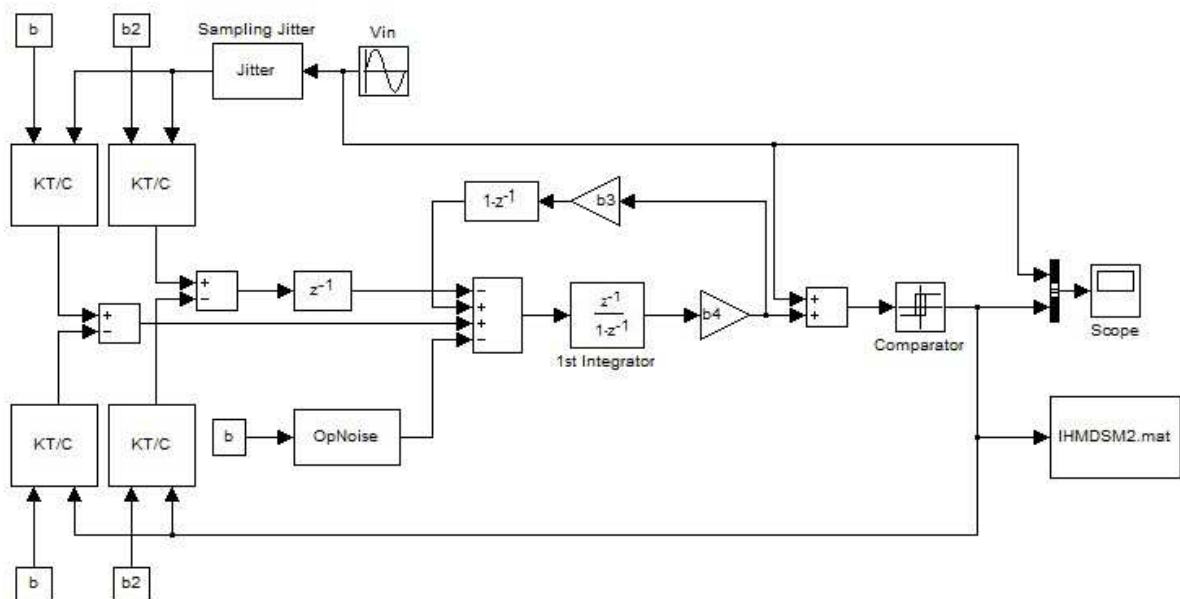 b
b2
Sampling Jitter
Vin
Jitter
KT/C
KT/C
1-z-1
b3
+
−
z-1
−
+
+
−
z-1
1-z-1
b4
+
+
+
−
1st Integrator
Comparator
Scope
KT/C
KT/C
b
OpNoise
IHMDSM2.mat
b
b2